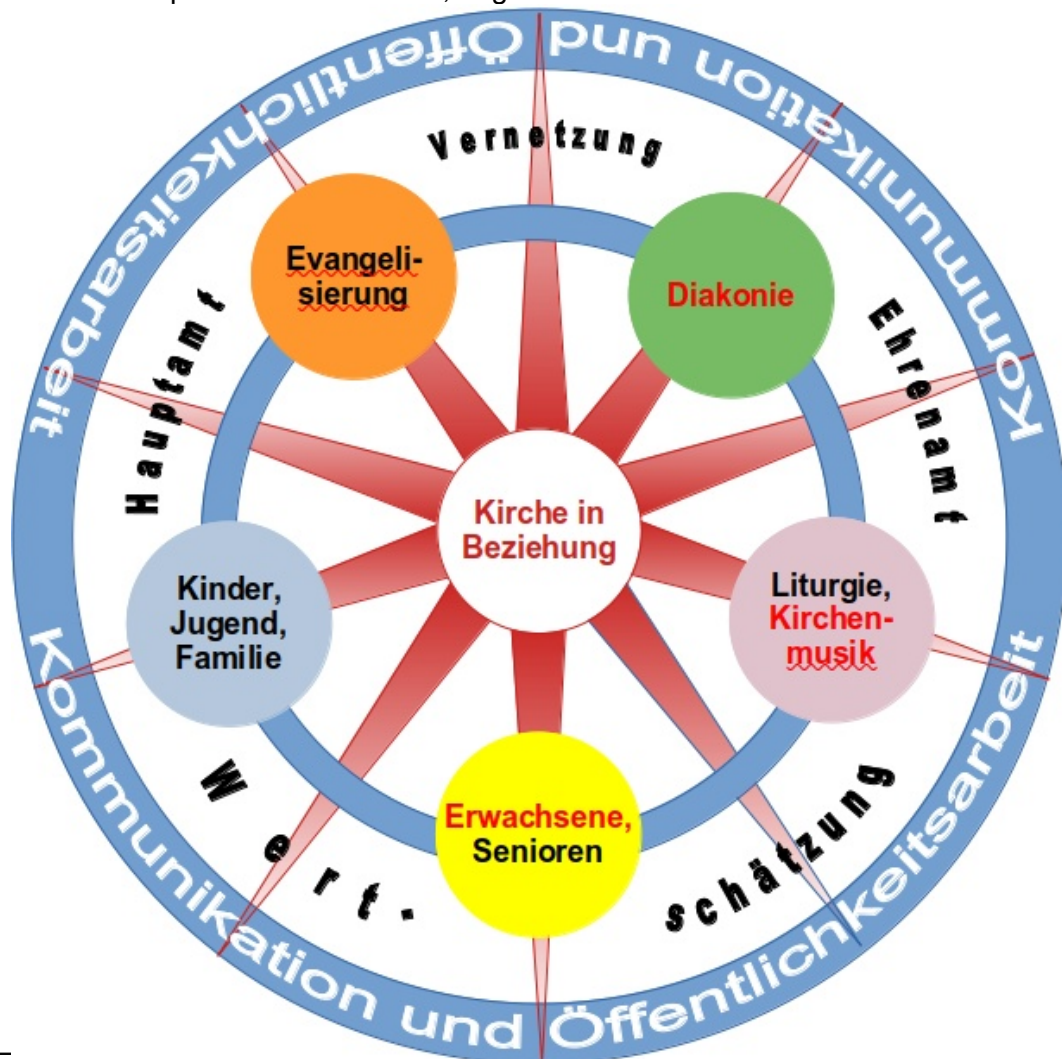 Kommunikation und Öffentlichkeitsarbeit
Vernetzung
Hauptamt
Ehrenamt
Evangeli-
sierung
Diakonie
Kirche in
Beziehung
Kinder,
Jugend,
Familie
Liturgie,
Kirchen-
musik
Erwachsene,
Senioren
Wert-
schätzung
Kommunikation und Öffentlichkeitsarbeit